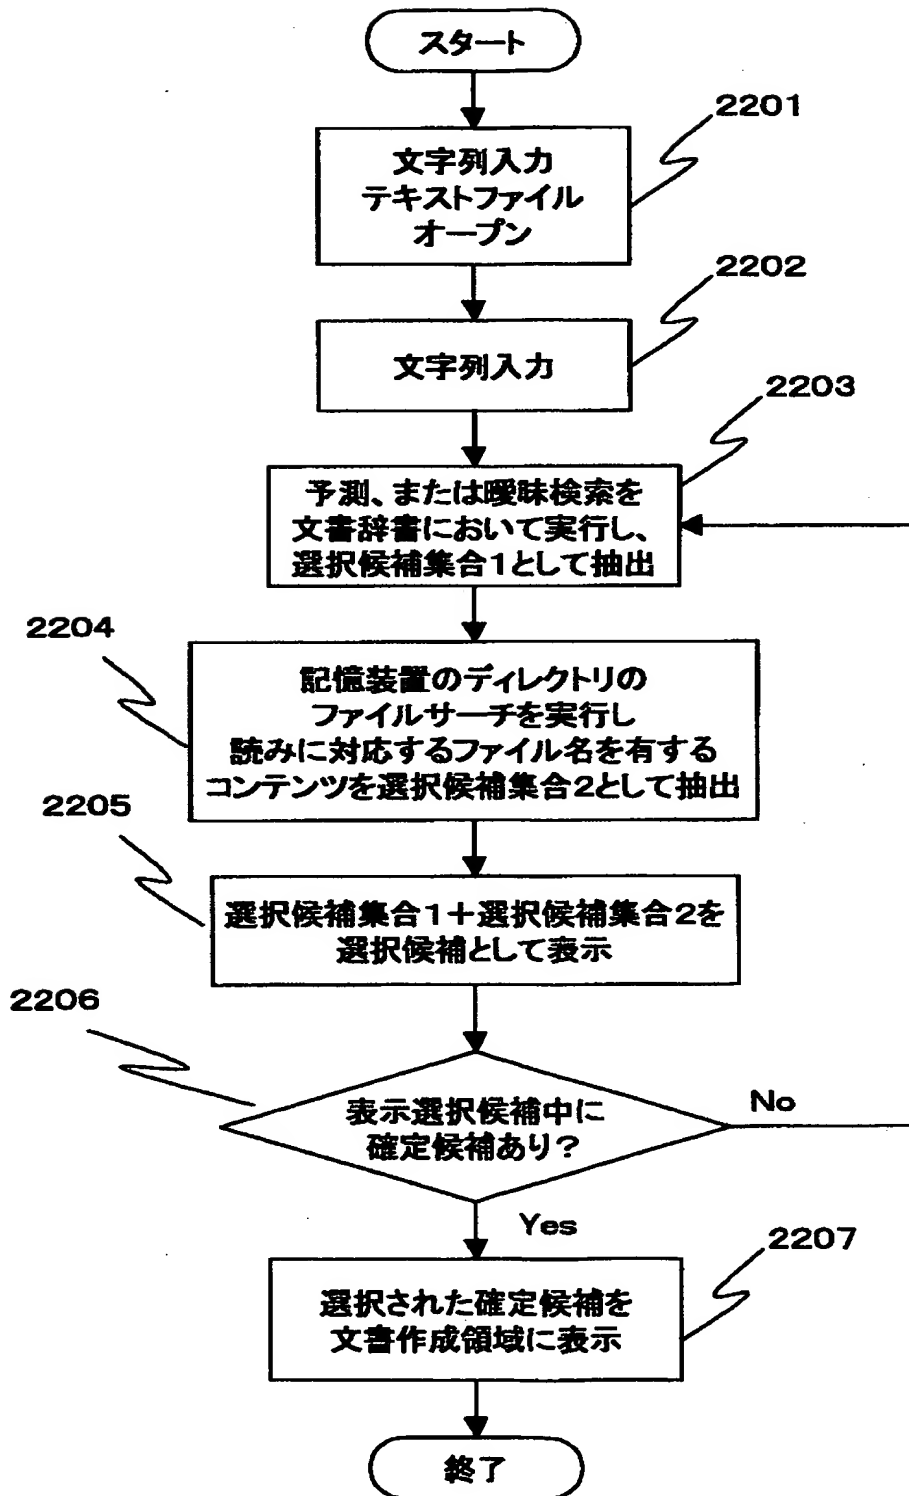 スタート
2201
文字列入力
テキストファイル
オープン
2202
文字列入力
2203
予測、または曖昧検索を
文書辞書において実行し、
選択候補集合1として抽出
2204
記憶装置のディレクトリの
ファイルサーチを実行し
読みに対応するファイル名を有する
コンテンツを選択候補集合2として抽出
2205
選択候補集合1+選択候補集合2を
選択候補として表示
2206
表示選択候補中に
確定候補あり?
No
Yes
2207
選択された確定候補を
文書作成領域に表示
終了